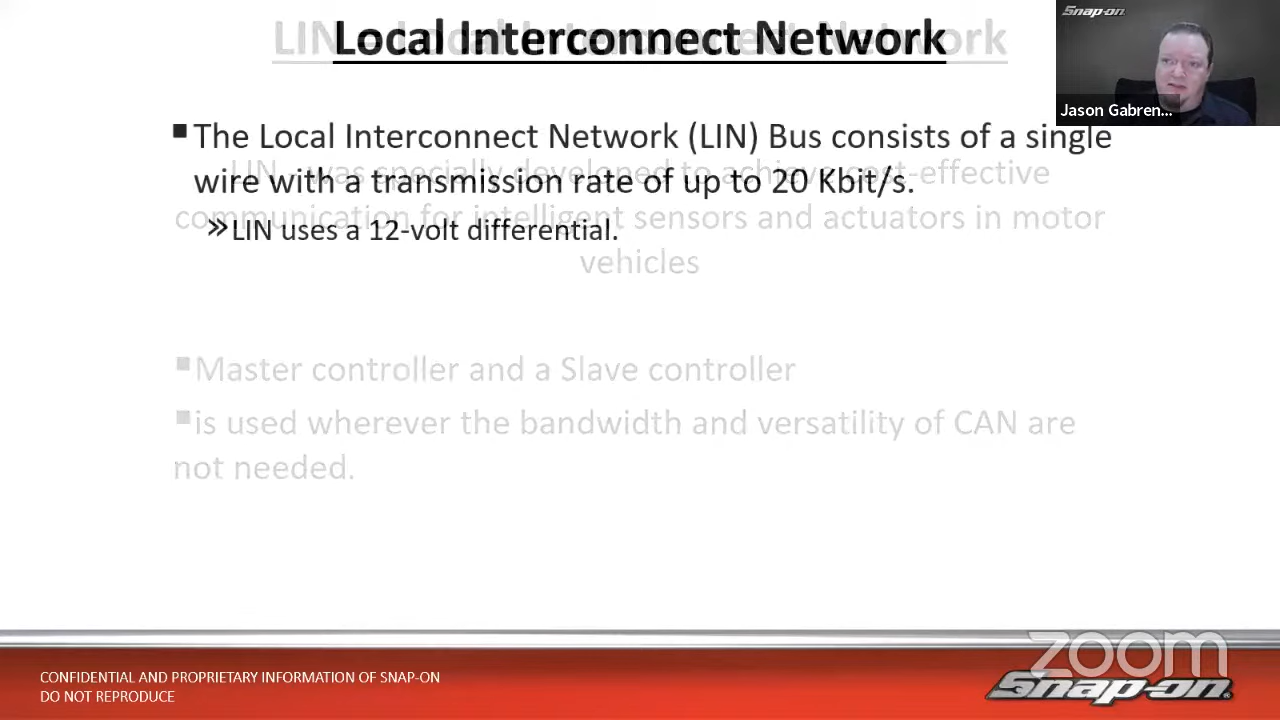 Local Interconnect Network
LIN – Local Interconnect Network
▪The Local Interconnect Network (LIN) Bus consists of a single
wire with a transmission rate of up to 20 Kbit/s.
»LIN uses a 12-volt differential.
LIN - was specially developed to achieve cost-effective
communication for intelligent sensors and actuators in motor
vehicles
▪Master controller and a Slave controller
▪is used wherever the bandwidth and versatility of CAN are
not needed.
Snap-on
Jason Gabren...
CONFIDENTIAL AND PROPRIETARY INFORMATION OF SNAP-ON
DO NOT REPRODUCE
zoom
Snap-on